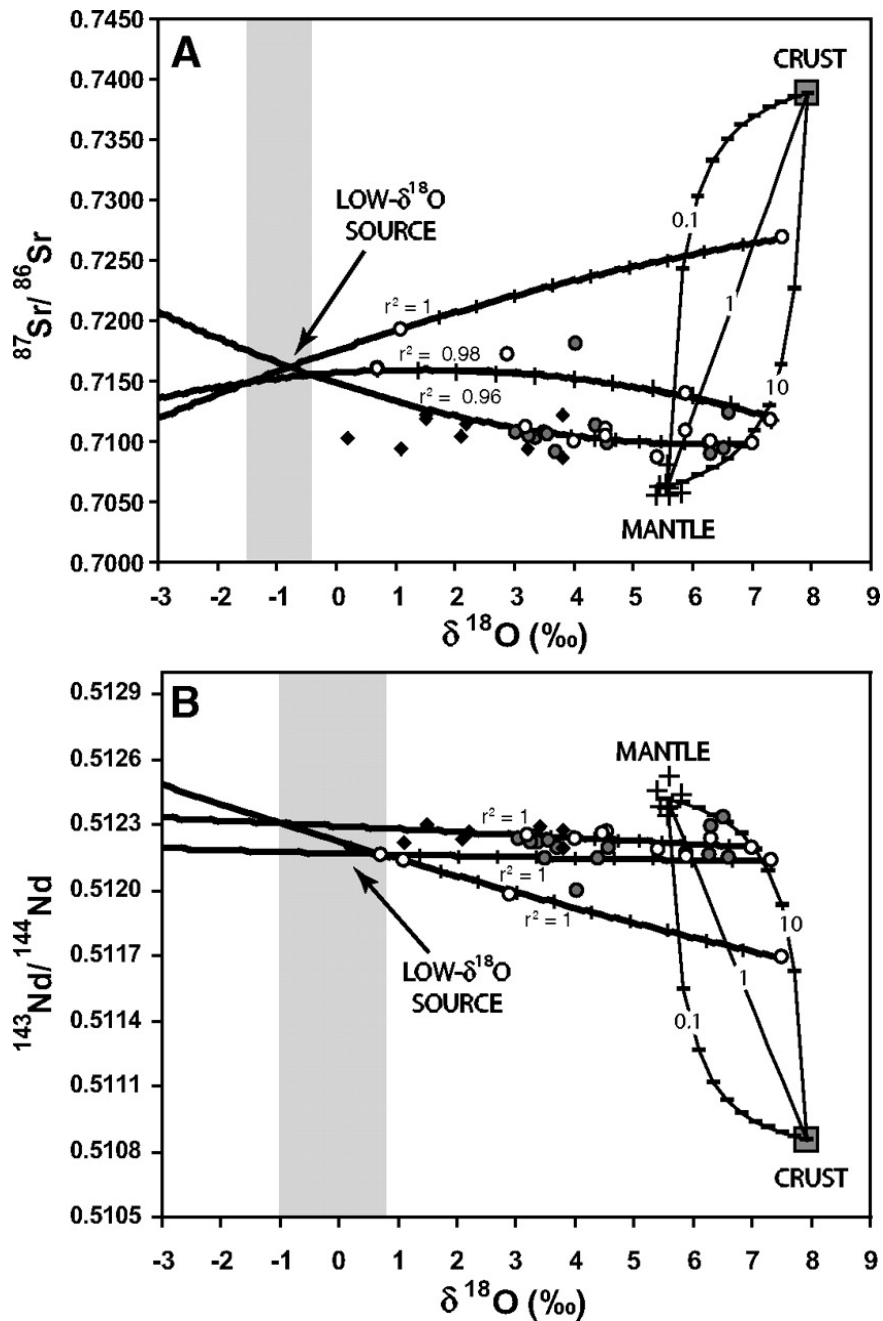 A
0.7450
0.7400
0.7350
0.7300
0.7250
0.7200
0.7150
0.7100
0.7050
0.7000
⁸⁷Sr/ ⁸⁶Sr
CRUST
LOW-δ¹⁸O
SOURCE
0.1
1
10
r² = 1
r² = 0.98
r² = 0.96
MANTLE
-3 -2 -1 0 1 2 3 4 5 6 7 8 9
δ ¹⁸O (‰)
B
0.5129
0.5126
0.5123
0.5120
0.5117
0.5114
0.5111
0.5108
0.5105
¹⁴³Nd/ ¹⁴⁴Nd
MANTLE
r² = 1
r² = 1
r² = 1
LOW-δ¹⁸O
SOURCE
10
1
0.1
CRUST
-3 -2 -1 0 1 2 3 4 5 6 7 8 9
δ ¹⁸O (‰)